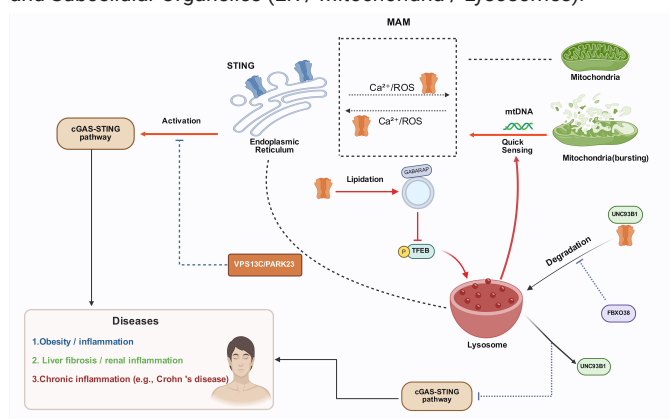 and subcellular organelles (ER / Mitochondria / Lysosomes).
MAM
STING
Ca²⁺/ROS
Ca²⁺/ROS
Mitochondria
mtDNA
Quick
Sensing
Mitochondria(bursting)
Activation
cGAS-STING
pathway
Endoplasmic
Reticulum
Lipidation
GABARAP
UNC93B1
P
TFEB
Degradation
VPS13C/PARK23
FBXO38
Lysosome
Diseases
1.Obesity / inflammation
2. Liver fibrosis / renal inflammation
3.Chronic inflammation (e.g., Crohn 's disease)
UNC93B1
cGAS-STING
pathway